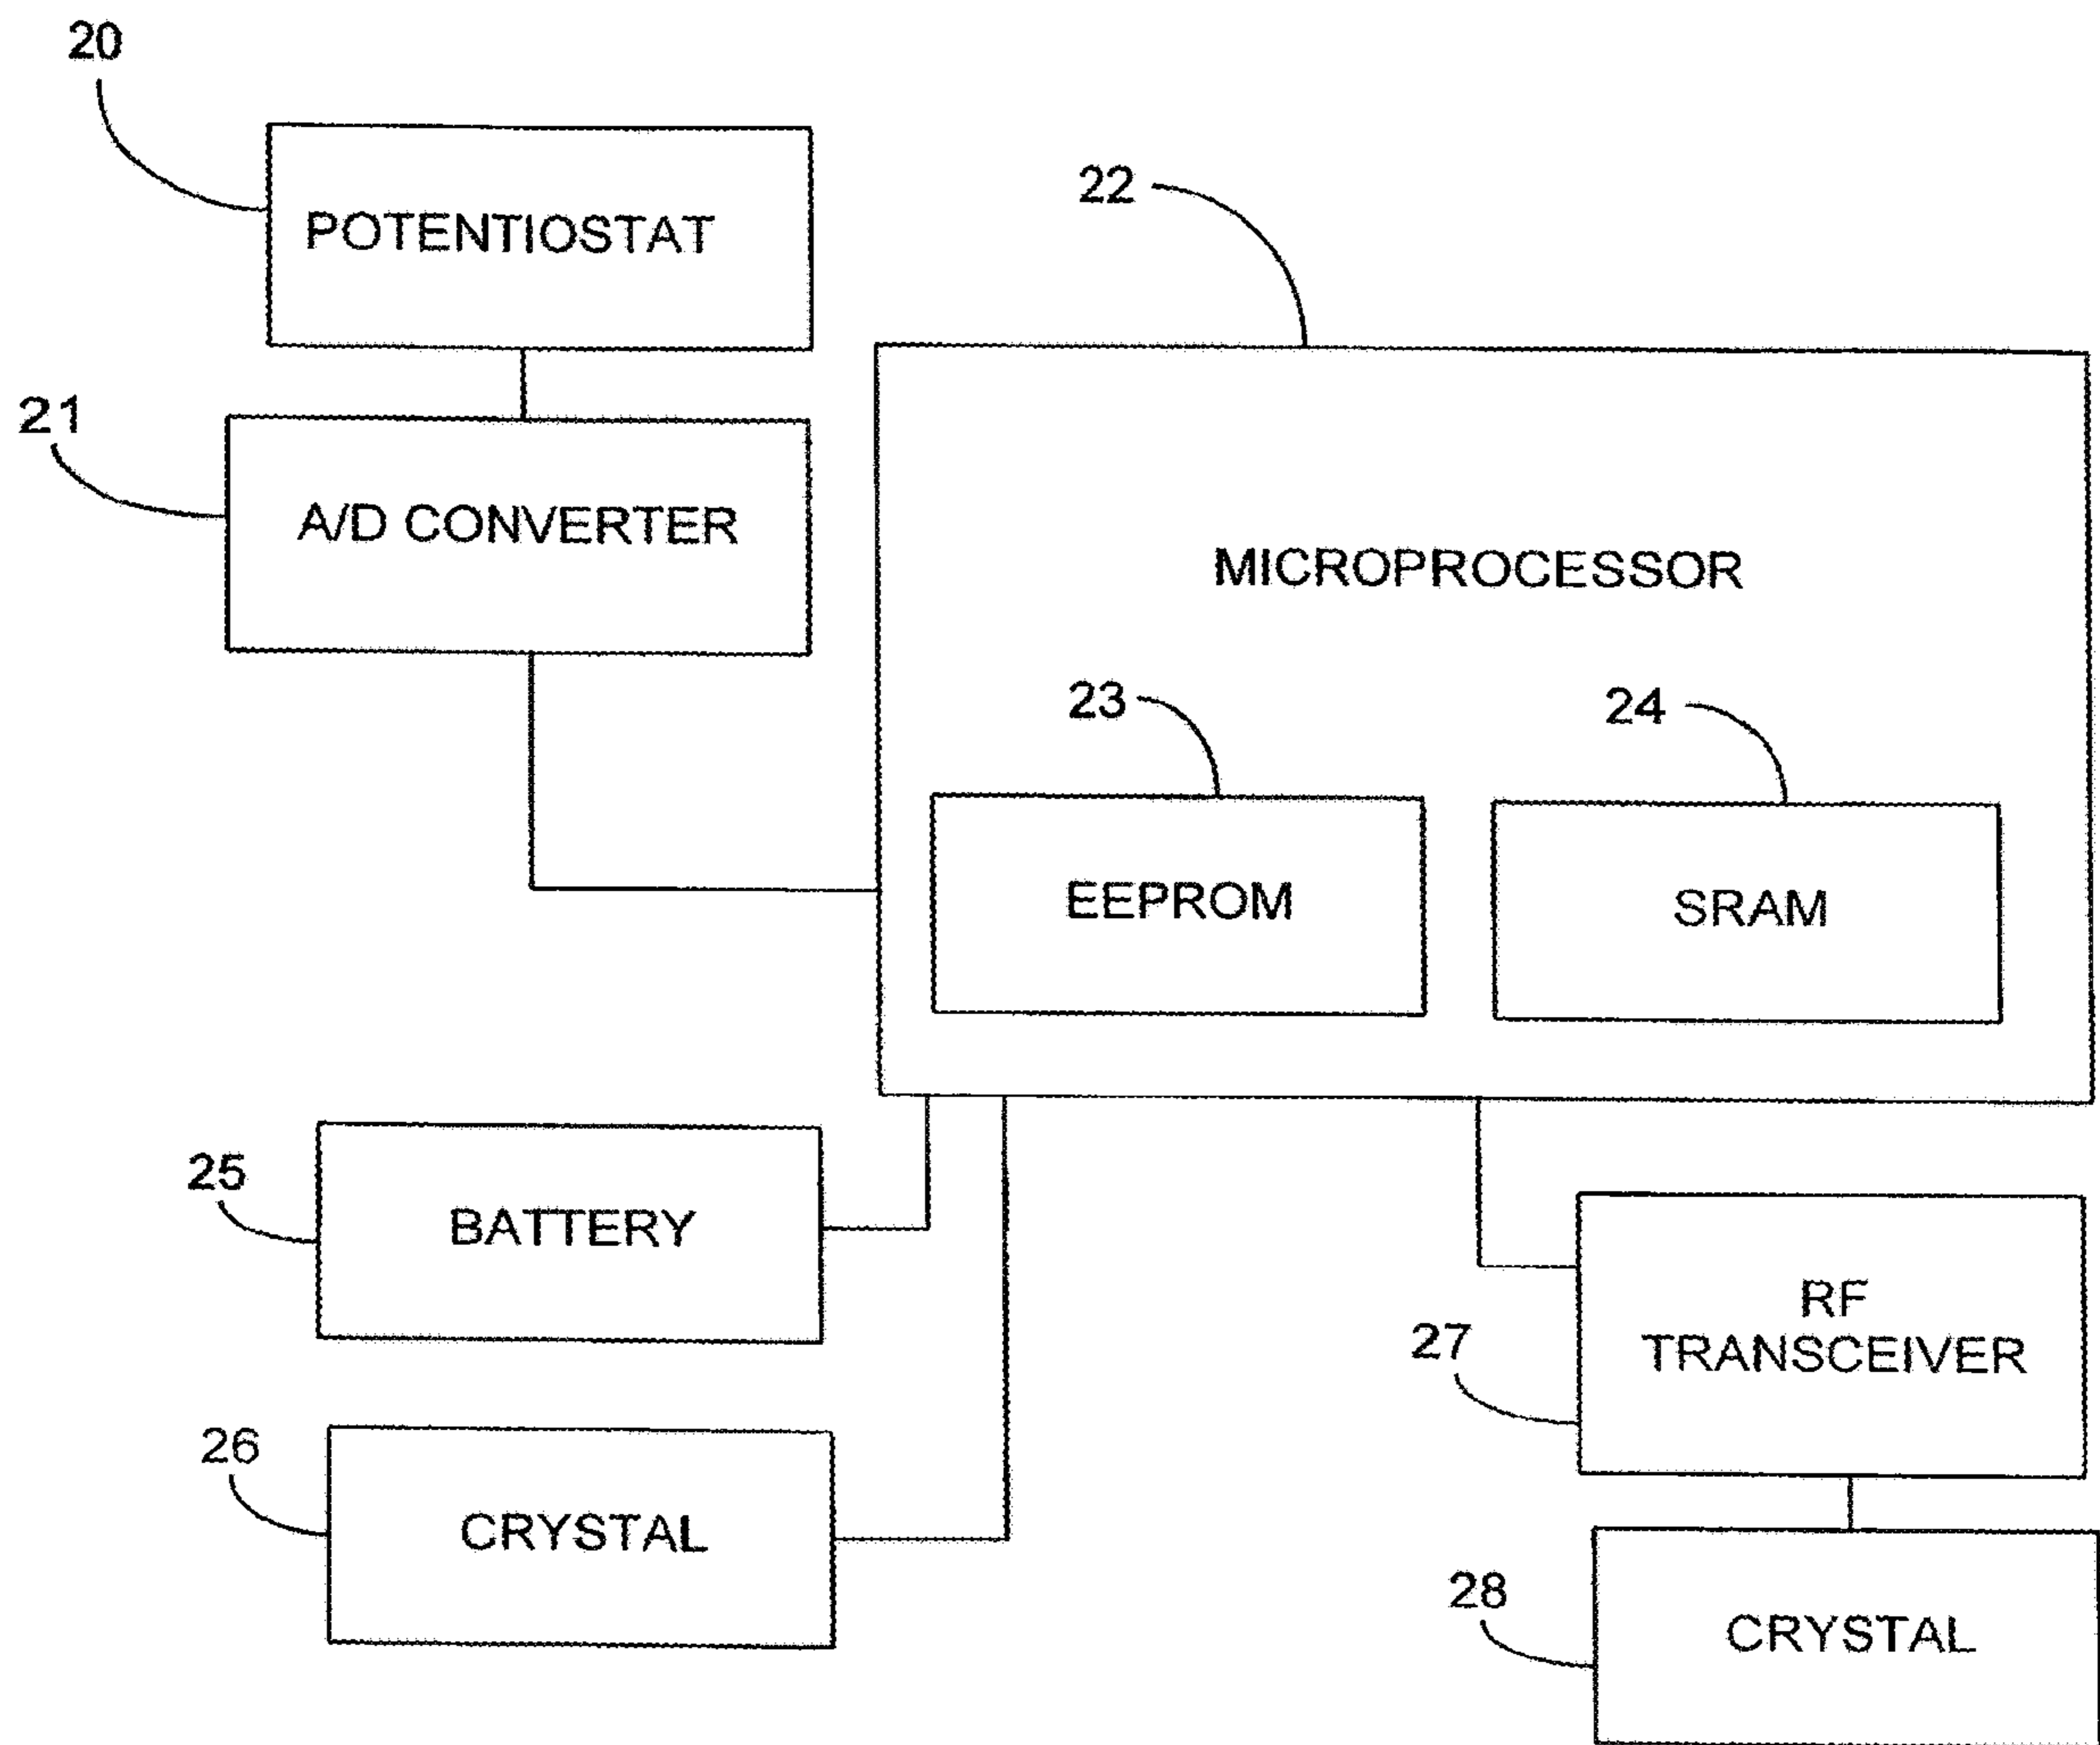 20
POTENTIOSTAT
22
21
A/D CONVERTER
MICROPROCESSOR
23
24
EEPROM
SRAM
25
BATTERY
RF
TRANSCEIVER
27
26
CRYSTAL
28
CRYSTAL